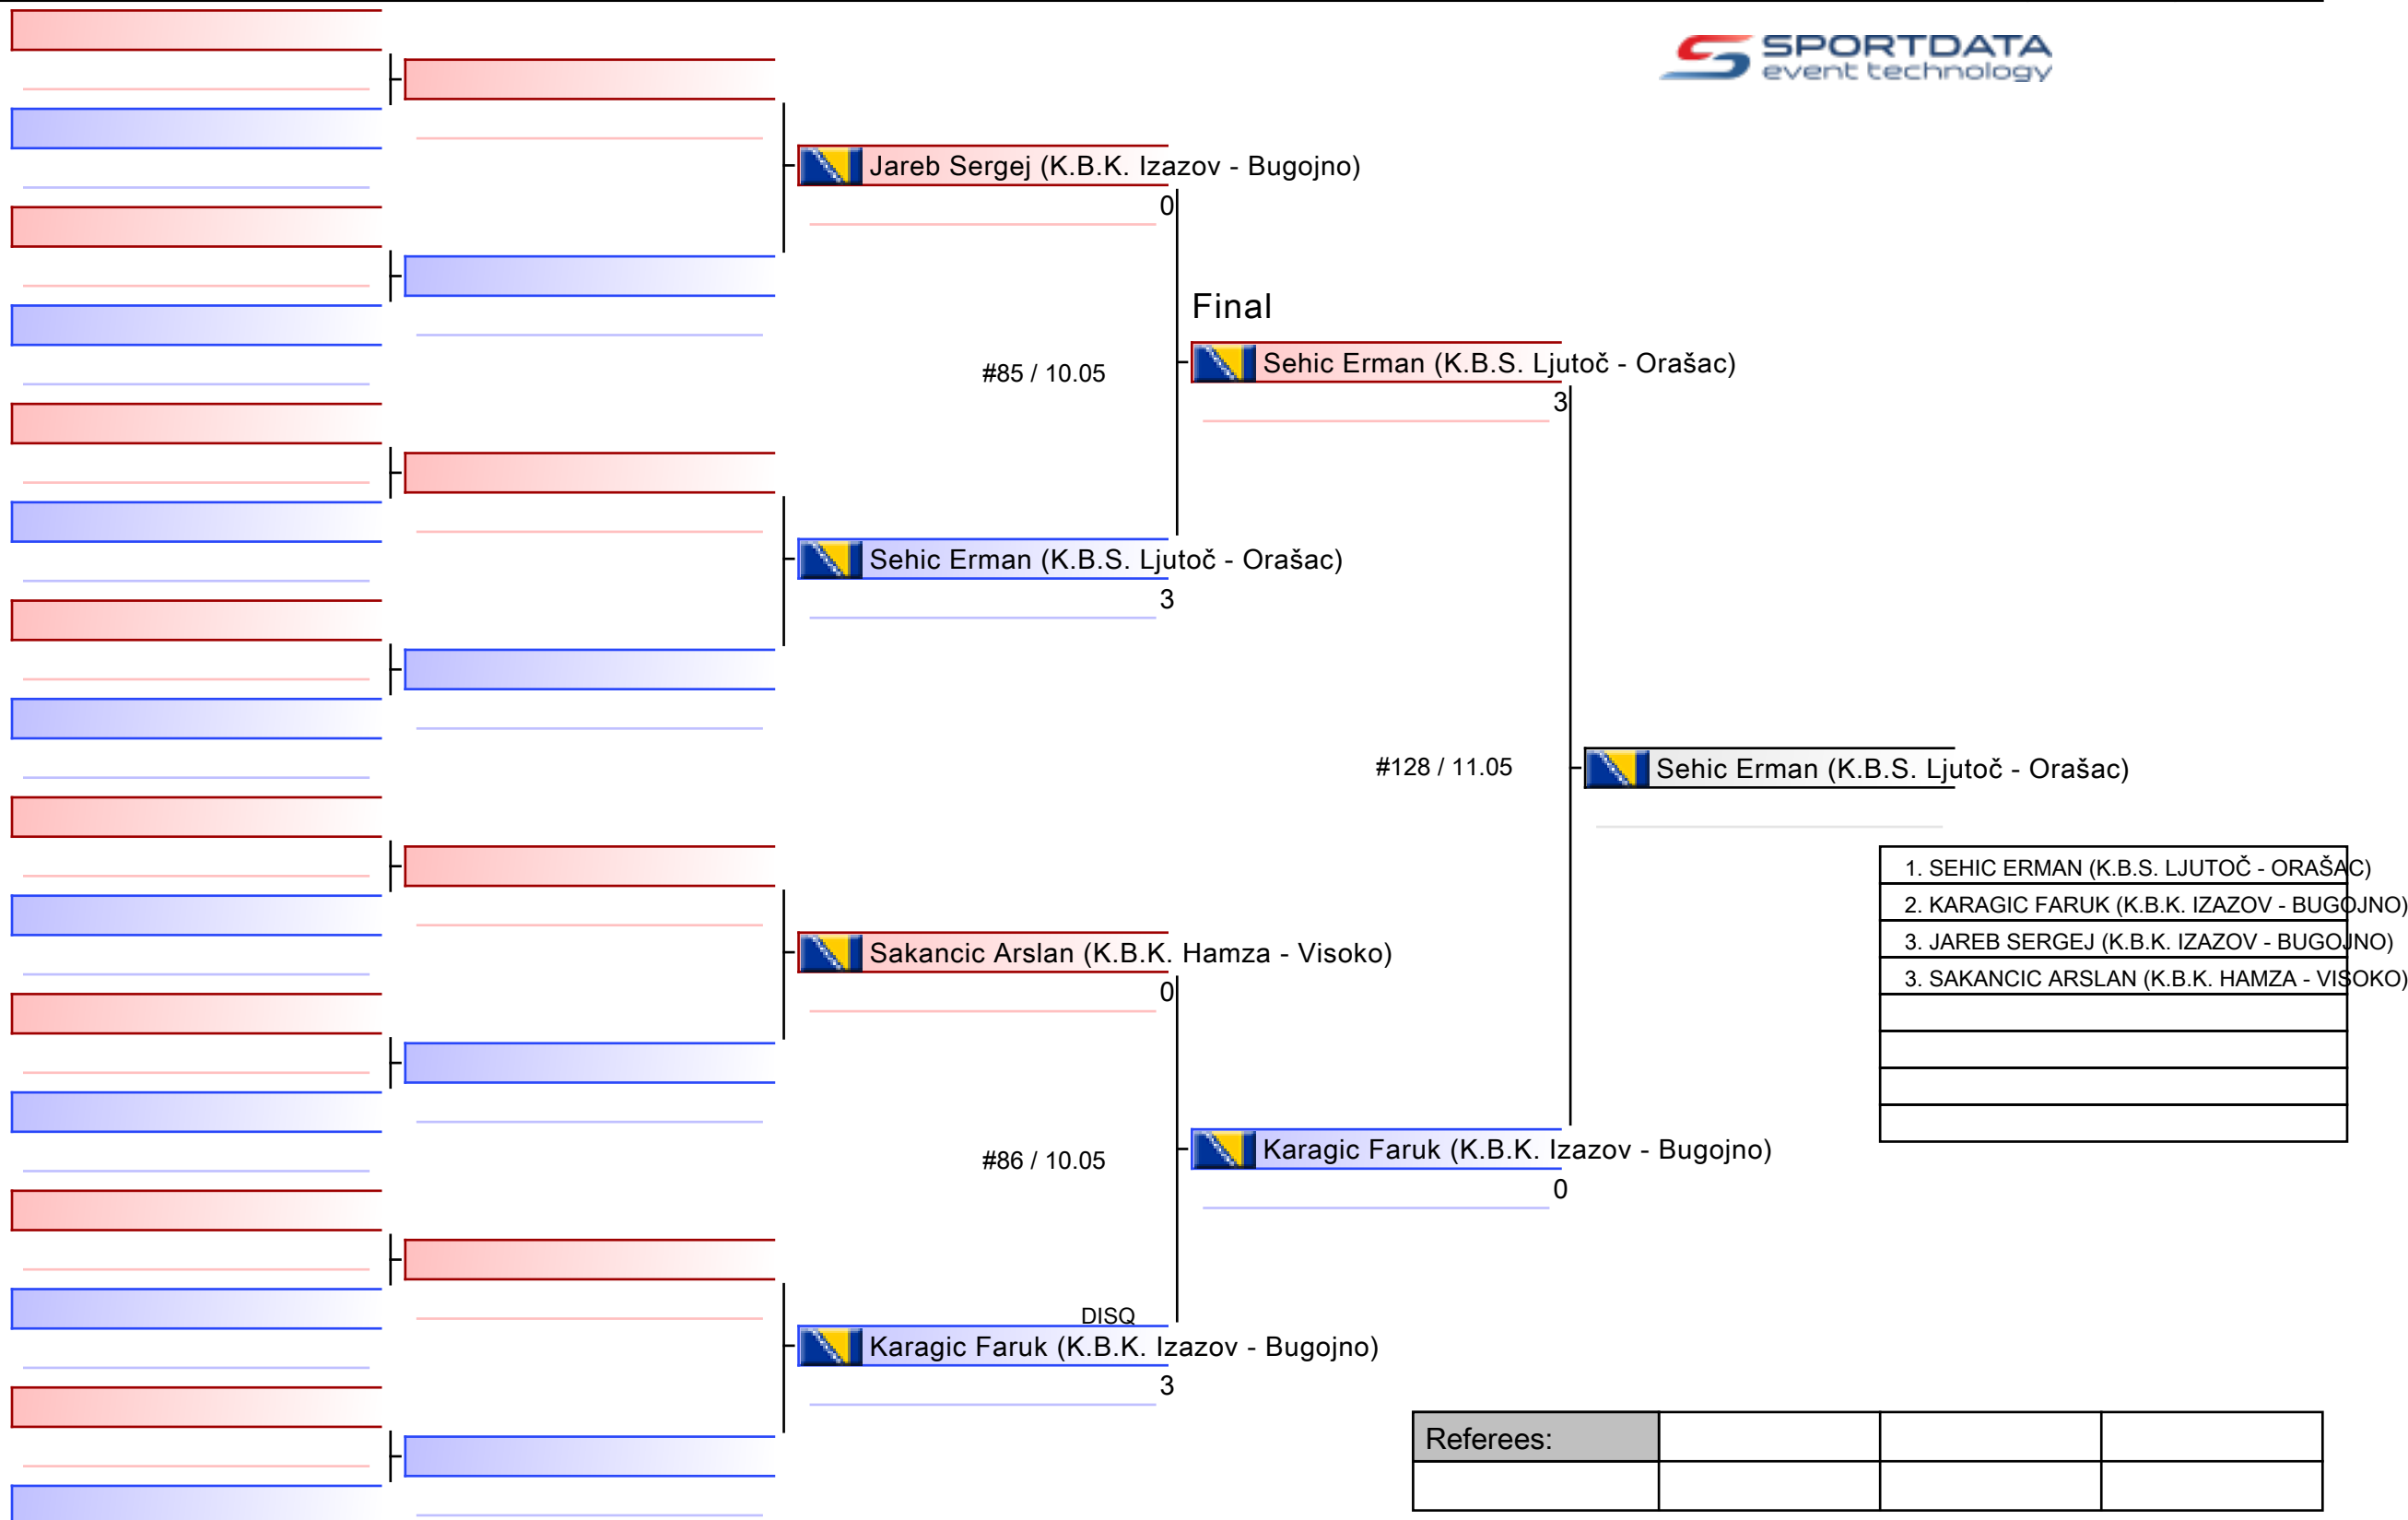 SPORTDATA
event technology
Jareb Sergej (K.B.K. Izazov - Bugojno)
0
Final
#85 / 10.05
Sehic Erman (K.B.S. Ljutoč - Orašac)
3
Sehic Erman (K.B.S. Ljutoč - Orašac)
3
#128 / 11.05
Sehic Erman (K.B.S. Ljutoč - Orašac)
1. SEHIC ERMAN (K.B.S. LJUTOČ - ORAŠAC)
2. KARAGIC FARUK (K.B.K. IZAZOV - BUGOJNO)
3. JAREB SERGEJ (K.B.K. IZAZOV - BUGOJNO)
3. SAKANCIC ARSLAN (K.B.K. HAMZA - VISOKO)
Sakancic Arslan (K.B.K. Hamza - Visoko)
0
#86 / 10.05
Karagic Faruk (K.B.K. Izazov - Bugojno)
0
DISQ
Karagic Faruk (K.B.K. Izazov - Bugojno)
3
Referees: